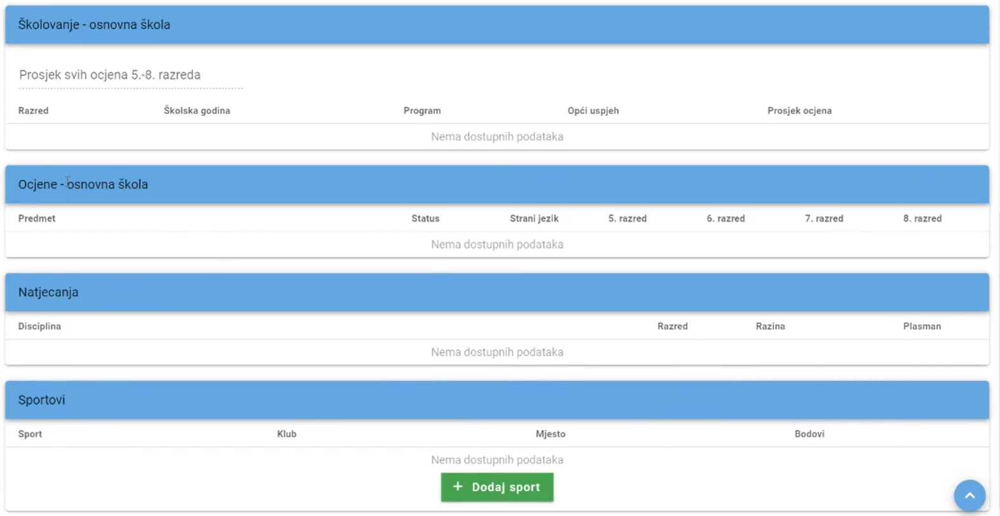 Školovanje - osnovna škola
Prosjek svih ocjena 5.-8. razreda
Razred Školska godina Program Opći uspjeh Prosjek ocjena
Nema dostupnih podataka
Ocjene - osnovna škola
Predmet Status Strani jezik 5. razred 6. razred 7. razred 8. razred
Nema dostupnih podataka
Natjecanja
Disciplina Razred Razina Plasman
Nema dostupnih podataka
Sportovi
Sport Klub Mjesto Bodovi
Nema dostupnih podataka
+ Dodaj sport